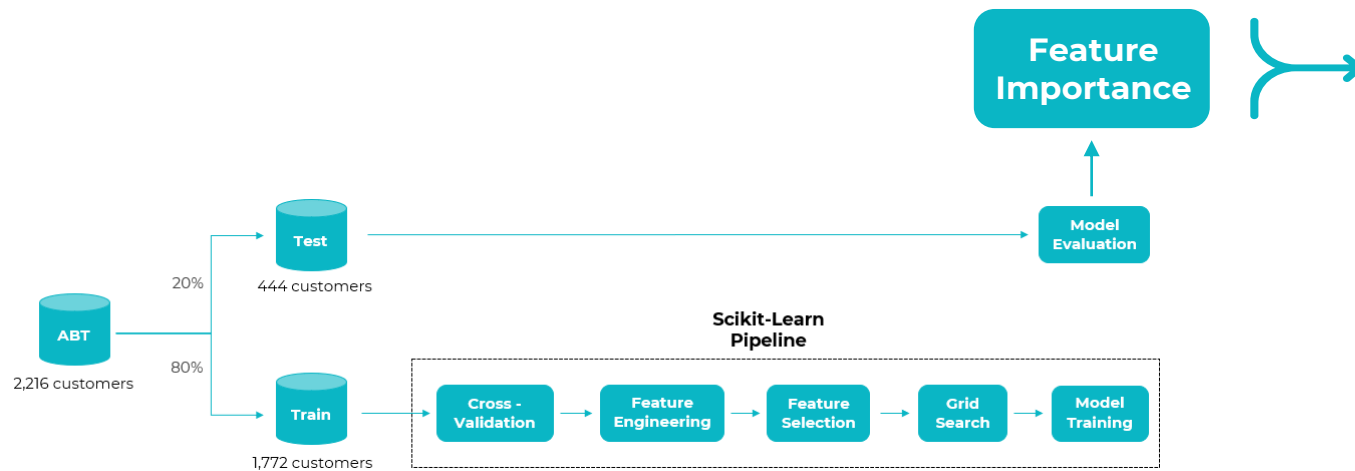 Feature
Importance
Test
444 customers
20%
Model
Evaluation
ABT
2,216 customers
80%
Scikit-Learn
Pipeline
Train
1,772 customers
Cross -
Validation
Feature
Engineering
Feature
Selection
Grid
Search
Model
Training